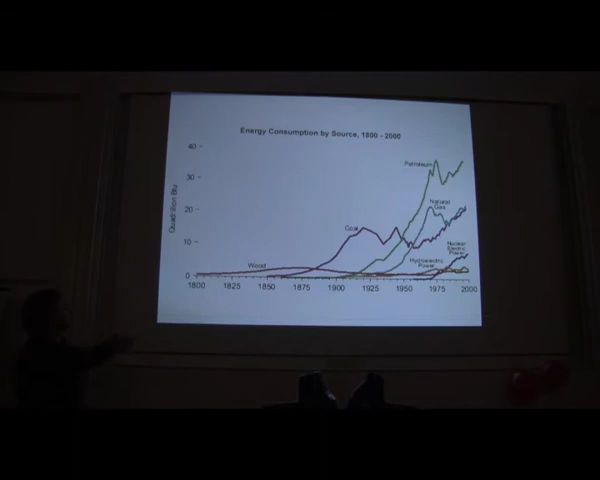 Energy Consumption by Source, 1800 - 2000
Quadrillion Btu
40
30
20
10
0
Petroleum
Natural
Gas
Coal
Nuclear
Electric
Power
Hydroelectric
Power
Wood
1800 1825 1850 1875 1900 1925 1950 1975 2000